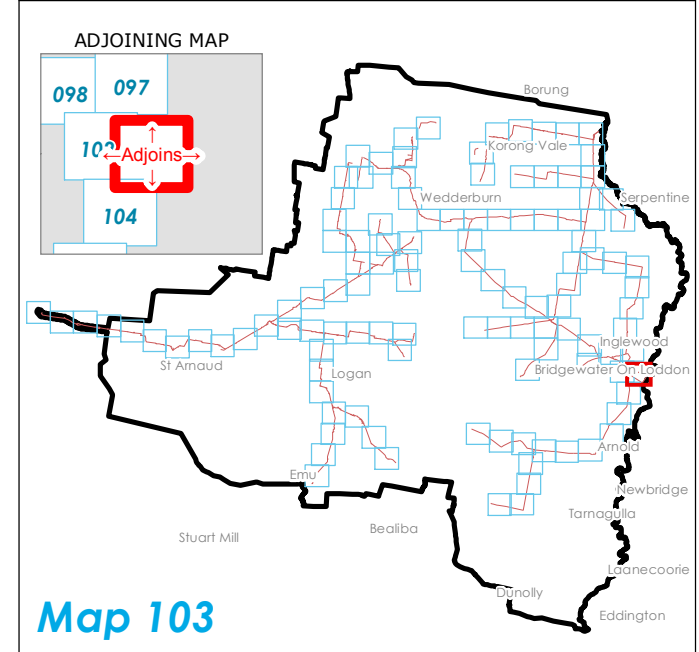 ADJOINING MAP
098
097
Adjoins
104
Borung
Korong Vale
Wedderburn
Serpentine
Inglewood
Bridgewater On Loddon
St Arnaud
Logan
Arnold
Emu
Newbridge
Tarnagulla
Bealiba
Stuart Mill
Laanecoorie
Dunolly
Eddington
Map 103